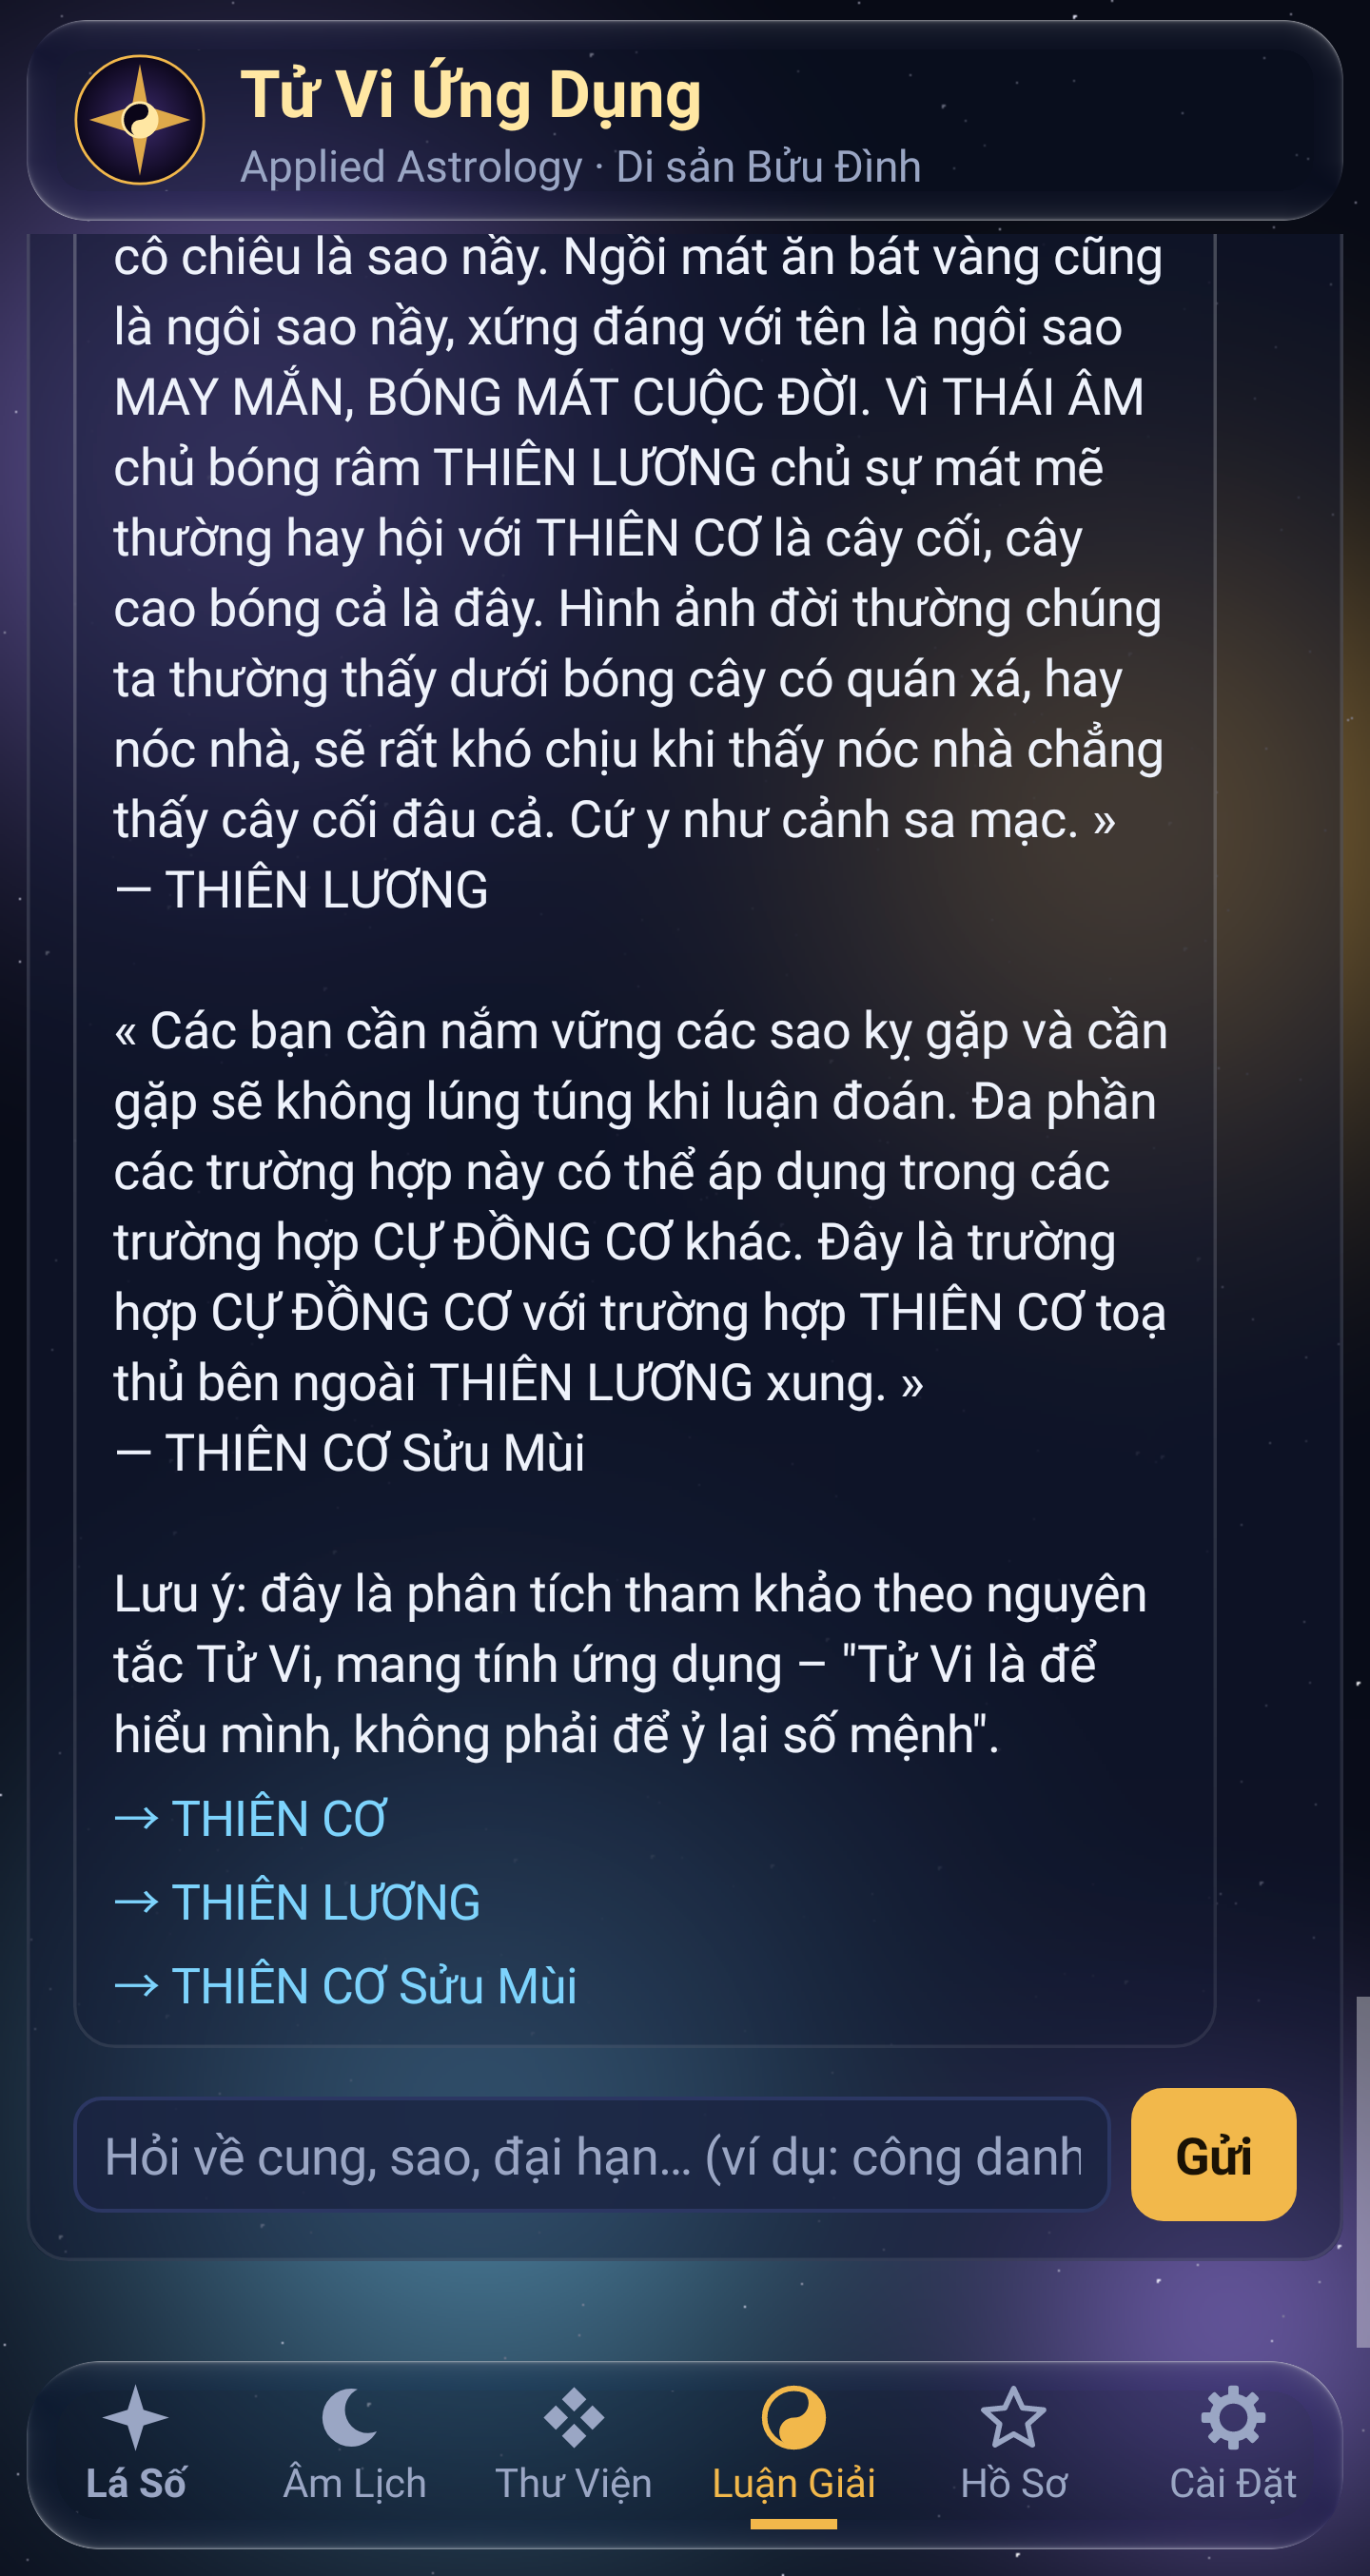 Tử Vi Ứng Dụng
Applied Astrology · Di sản Bửu Đình
cô chiêu là sao nầy. Ngồi mát ăn bát vàng cũng
là ngôi sao nầy, xứng đáng với tên là ngôi sao
MAY MẮN, BÓNG MÁT CUỘC ĐỜI. Vì THÁI ÂM
chủ bóng râm THIÊN LƯƠNG chủ sự mát mẽ
thường hay hội với THIÊN CƠ là cây cối, cây
cao bóng cả là đây. Hình ảnh đời thường chúng
ta thường thấy dưới bóng cây có quán xá, hay
nóc nhà, sẽ rất khó chịu khi thấy nóc nhà chẳng
thấy cây cối đâu cả. Cứ y như cảnh sa mạc. »
— THIÊN LƯƠNG
« Các bạn cần nắm vững các sao kỵ gặp và cần
gặp sẽ không lúng túng khi luận đoán. Đa phần
các trường hợp này có thể áp dụng trong các
trường hợp CỰ ĐỒNG CƠ khác. Đây là trường
hợp CỰ ĐỒNG CƠ với trường hợp THIÊN CƠ toạ
thủ bên ngoài THIÊN LƯƠNG xung. »
— THIÊN CƠ Sửu Mùi
Lưu ý: đây là phân tích tham khảo theo nguyên
tắc Tử Vi, mang tính ứng dụng – "Tử Vi là để
hiểu mình, không phải để ỷ lại số mệnh".
→ THIÊN CƠ
→ THIÊN LƯƠNG
→ THIÊN CƠ Sửu Mùi
Hỏi về cung, sao, đại hạn... (ví dụ: công danh
Gửi
Lá Số
Âm Lịch
Thư Viện
Luận Giải
Hồ Sơ
Cài Đặt